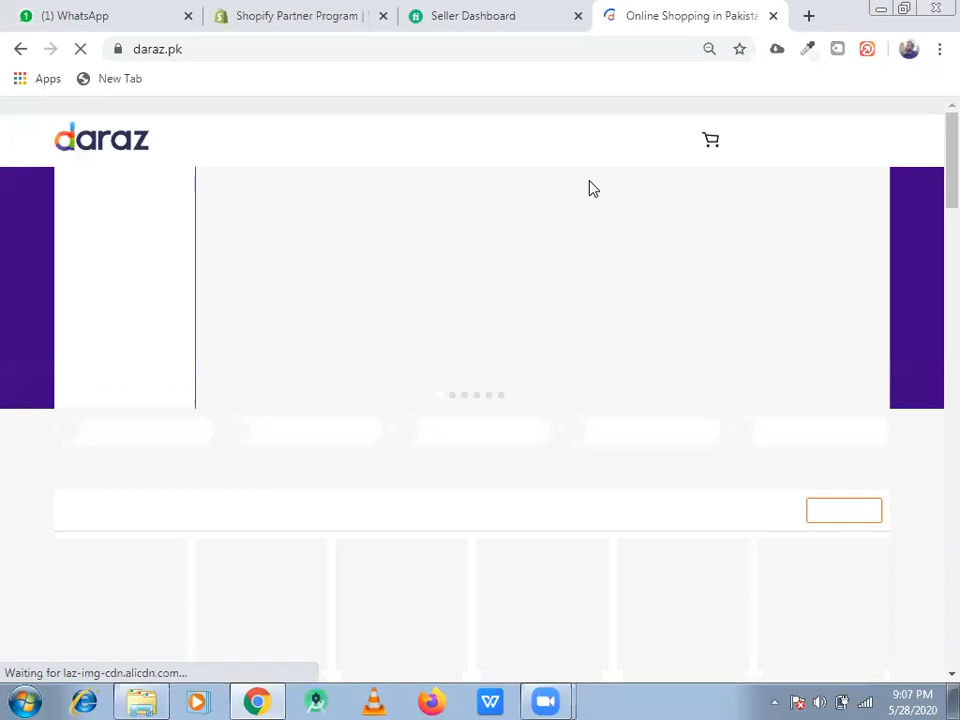 (1) WhatsApp
Shopify Partner Program |
Seller Dashboard
Online Shopping in Pakista
daraz.pk
Apps
New Tab
daraz
Waiting for laz-img-cdn.alicdn.com...
9:07 PM
5/28/2020